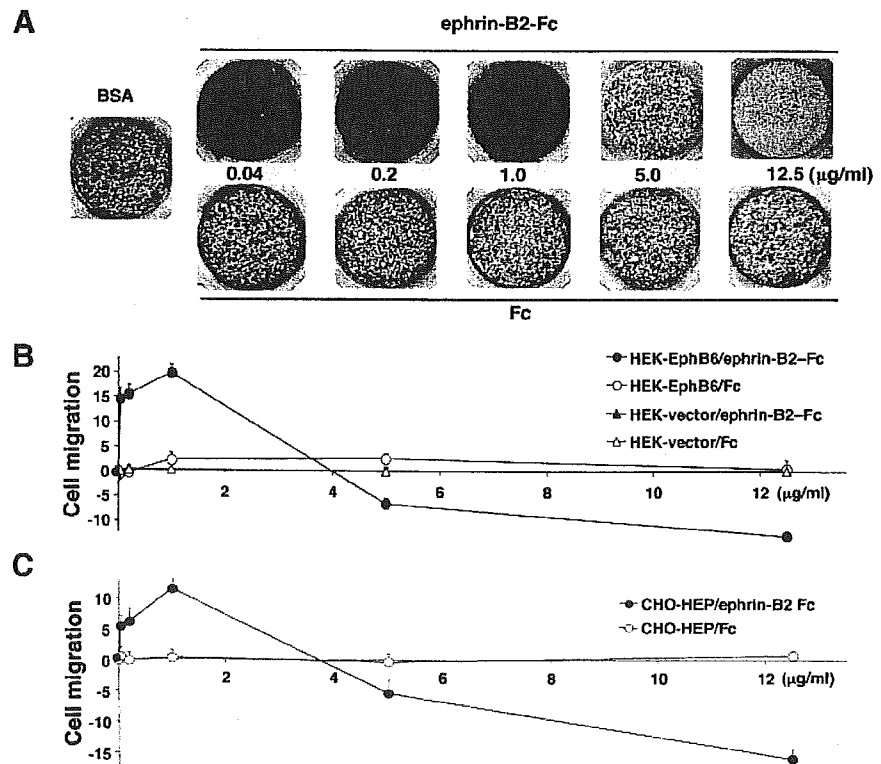 A
ephrin-B2-Fc
BSA
0.04 0.2 1.0 5.0 12.5 (μg/ml)
Fc
B
Cell migration
20
15
10
5
0
-5
-10
2 4 6 8 10 12 (μg/ml)
HEK-EphB6/ephrin-B2–Fc
HEK-EphB6/Fc
HEK-vector/ephrin-B2–Fc
HEK-vector/Fc
C
Cell migration
10
5
0
-5
-10
-15
2 4 6 8 10 12 (μg/ml)
CHO-HEP/ephrin-B2 Fc
CHO-HEP/Fc